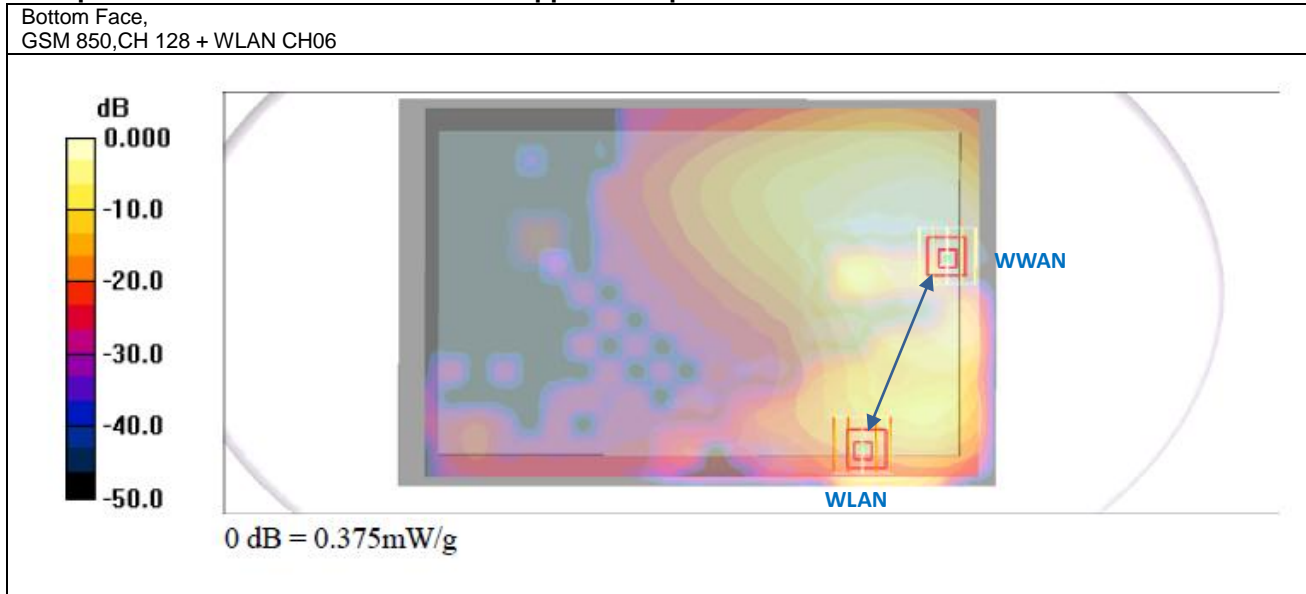 Bottom Face,
GSM 850,CH 128 + WLAN CH06
dB
0.000
-10.0
-20.0
-30.0
-40.0
-50.0
WWAN
WLAN
0 dB = 0.375mW/g